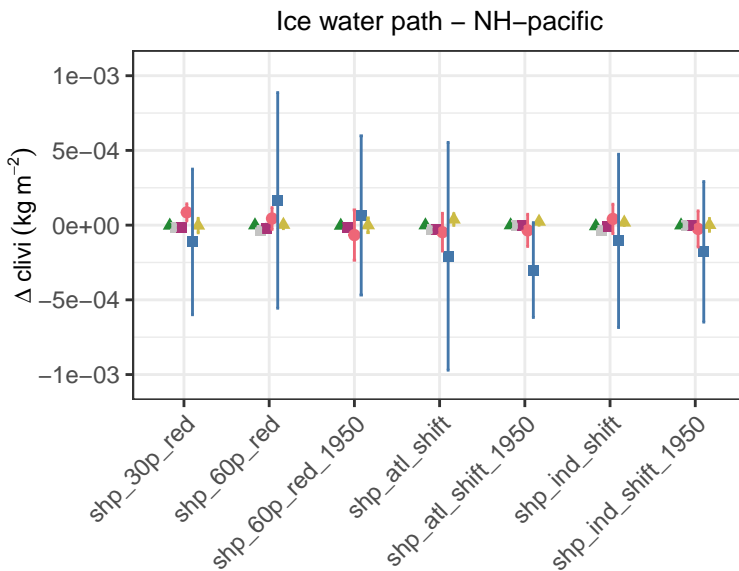 Ice water path − NH−pacific
Δ clivi (kg m⁻²)
1e−03
5e−04
0e+00
−5e−04
−1e−03
shp_30p_red
shp_60p_red
shp_60p_red_1950
shp_atl_shift
shp_atl_shift_1950
shp_ind_shift
shp_ind_shift_1950